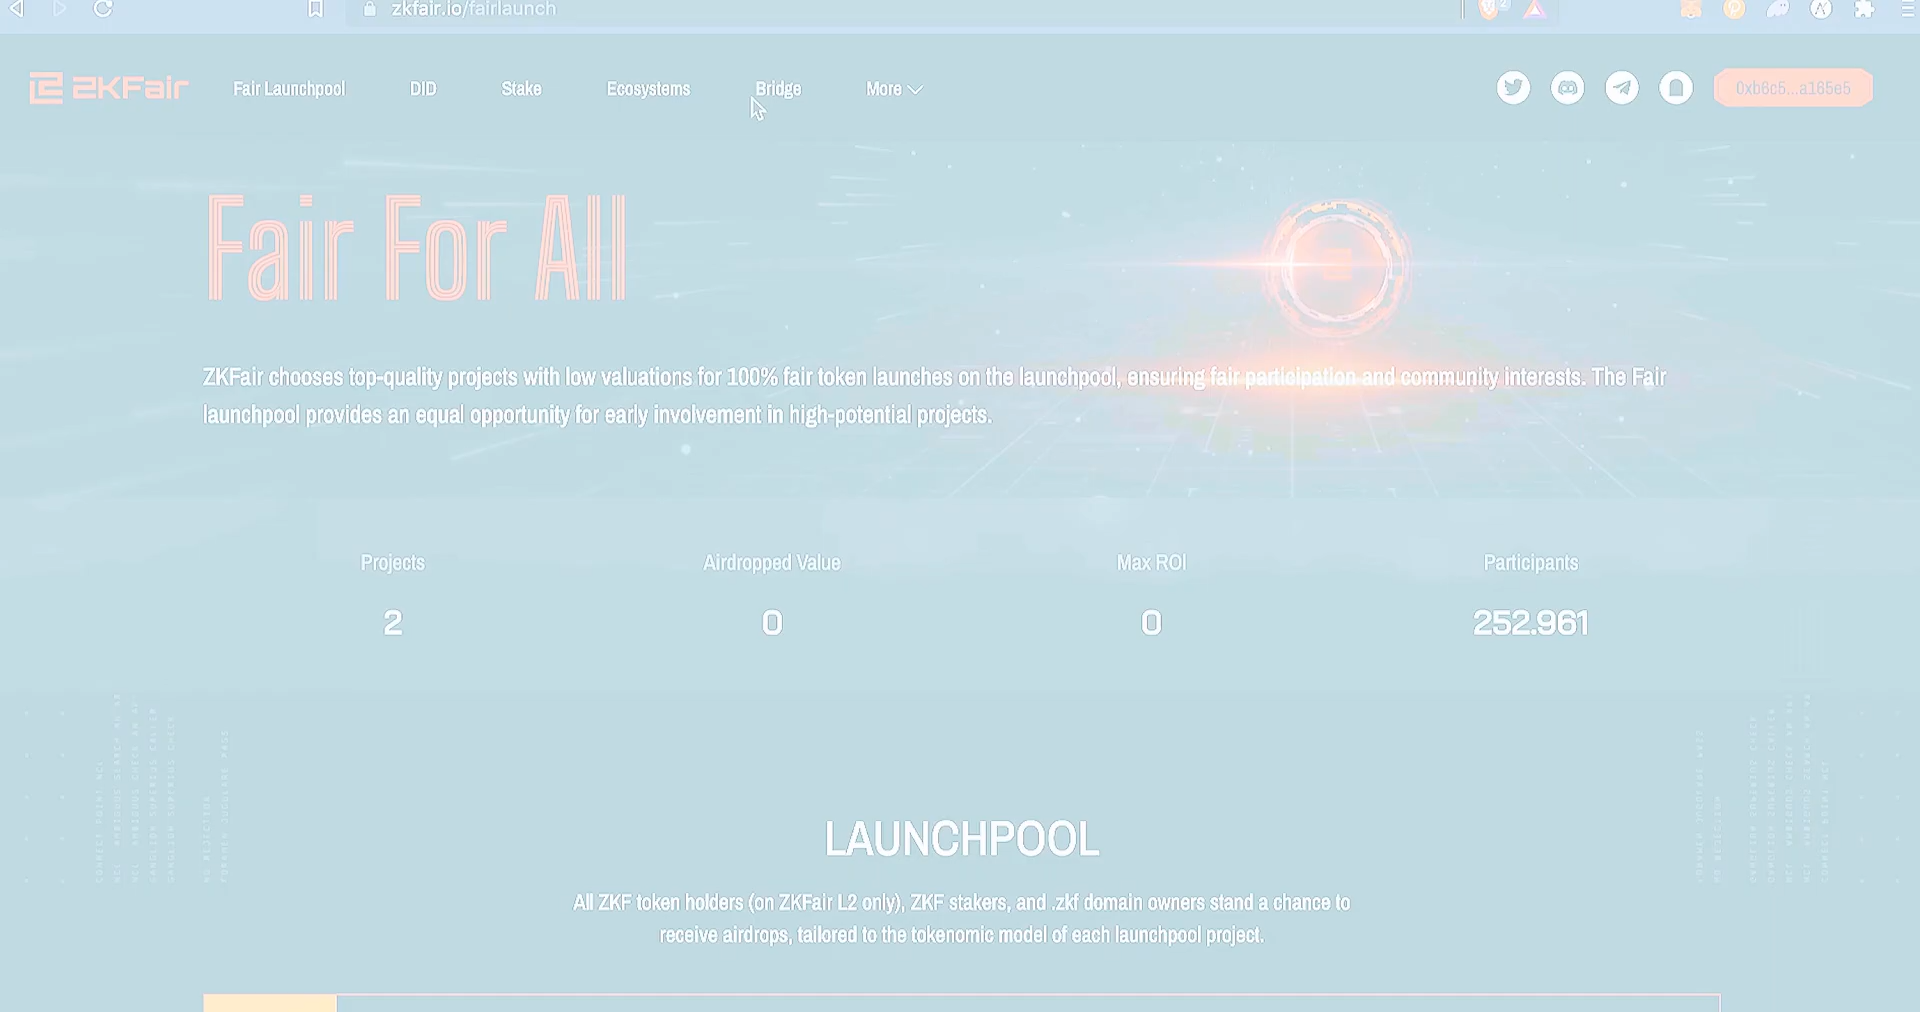 zkfair.io/fairlaunch
2
ZKFair
Fair Launchpool
DID
Stake
Ecosystems
Bridge
More
0xb6c5...a165e5
Fair For All
ZKFair chooses top-quality projects with low valuations for 100% fair token launches on the launchpool, ensuring fair participation and community interests. The Fair
launchpool provides an equal opportunity for early involvement in high-potential projects.
Projects
Airdropped Value
Max ROI
Participants
2
0
0
252.961
LAUNCHPOOL
All ZKF token holders (on ZKFair L2 only), ZKF stakers, and .zkf domain owners stand a chance to
receive airdrops, tailored to the tokenomic model of each launchpool project.